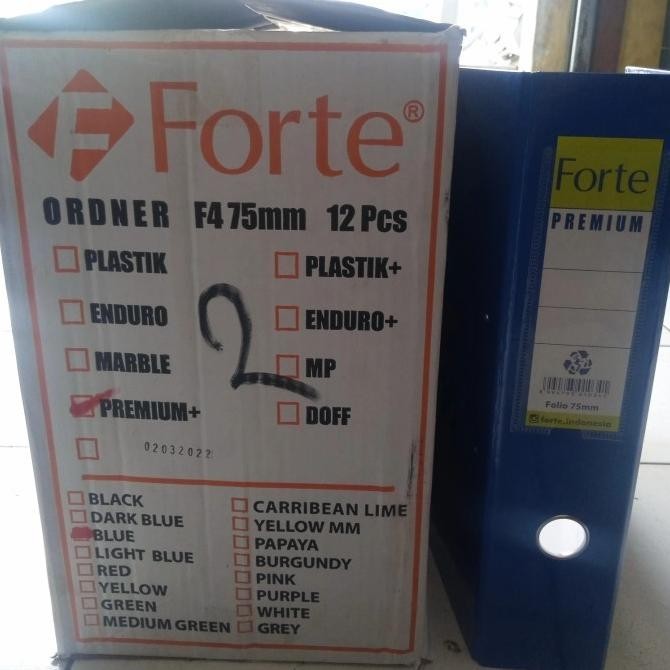 Forte®
ORDNER F4 75mm 12 Pcs
PLASTIK PLASTIK+
ENDURO ENDURO+
MARBLE MP
PREMIUM+ DOFF
2
02032022
BLACK CARRIBEAN LIME
DARK BLUE YELLOW MM
BLUE PAPAYA
LIGHT BLUE BURGUNDY
RED PINK
YELLOW PURPLE
GREEN WHITE
MEDIUM GREEN GREY
Forte
PREMIUM
Folio 75mm
forte.indonesia